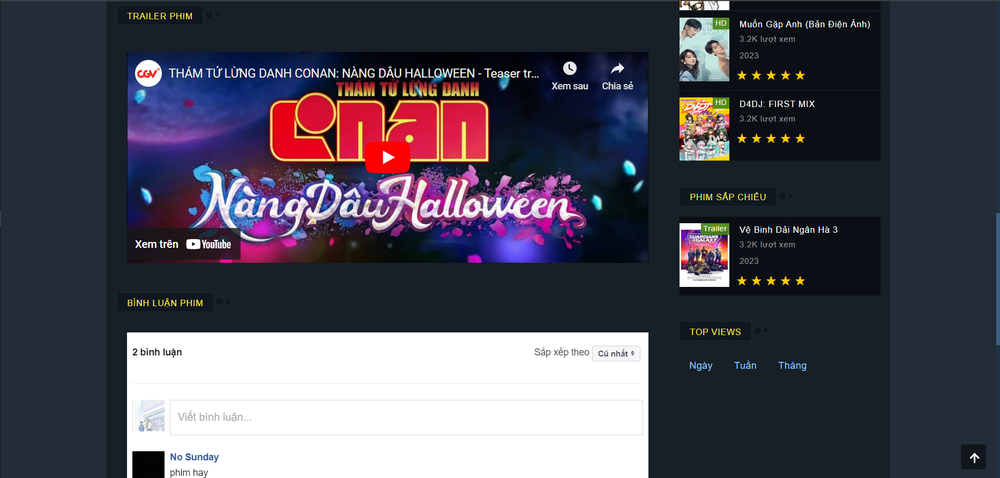 TRAILER PHIM
CGV
THÁM TỬ LỪNG DANH CONAN: NÀNG DÂU HALLOWEEN - Teaser tr...
Xem sau
Chia sẻ
THÁM TỬ LỪNG DANH
CONAN
Nàng Dâu Halloween
Xem trên YouTube
BÌNH LUẬN PHIM
2 bình luận
Sắp xếp theo Cũ nhất
Viết bình luận...
No Sunday
phim hay
HD
Muốn Gặp Anh (Bản Điện Ảnh)
3.2K lượt xem
2023
HD
D4DJ: FIRST MIX
3.2K lượt xem
PHIM SẮP CHIẾU
Trailer
GUARDIANS
GALAXY
Vệ Binh Dải Ngân Hà 3
3.2K lượt xem
2023
TOP VIEWS
Ngày
Tuần
Tháng